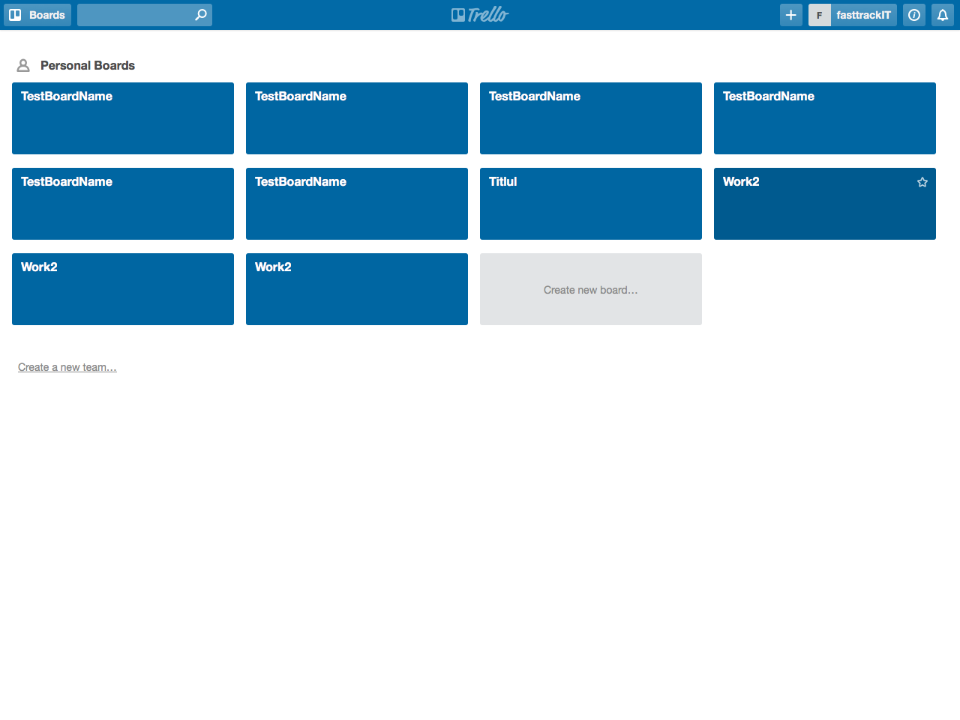 Boards
Trello
F fasttrackIT
Personal Boards
TestBoardName TestBoardName TestBoardName TestBoardName
TestBoardName TestBoardName Titlul Work2
Work2 Work2 Create new board…
Create a new team…